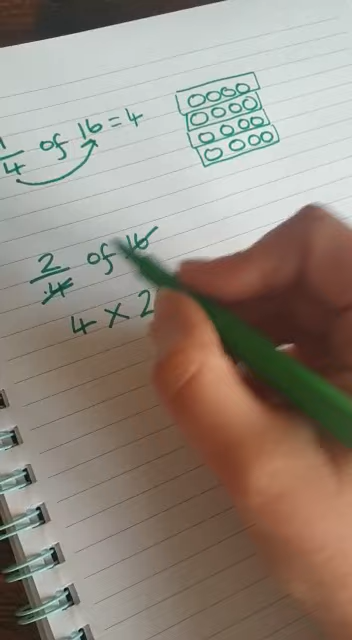 1/4 of 16 = 4
2/4 of 16
4 × 2